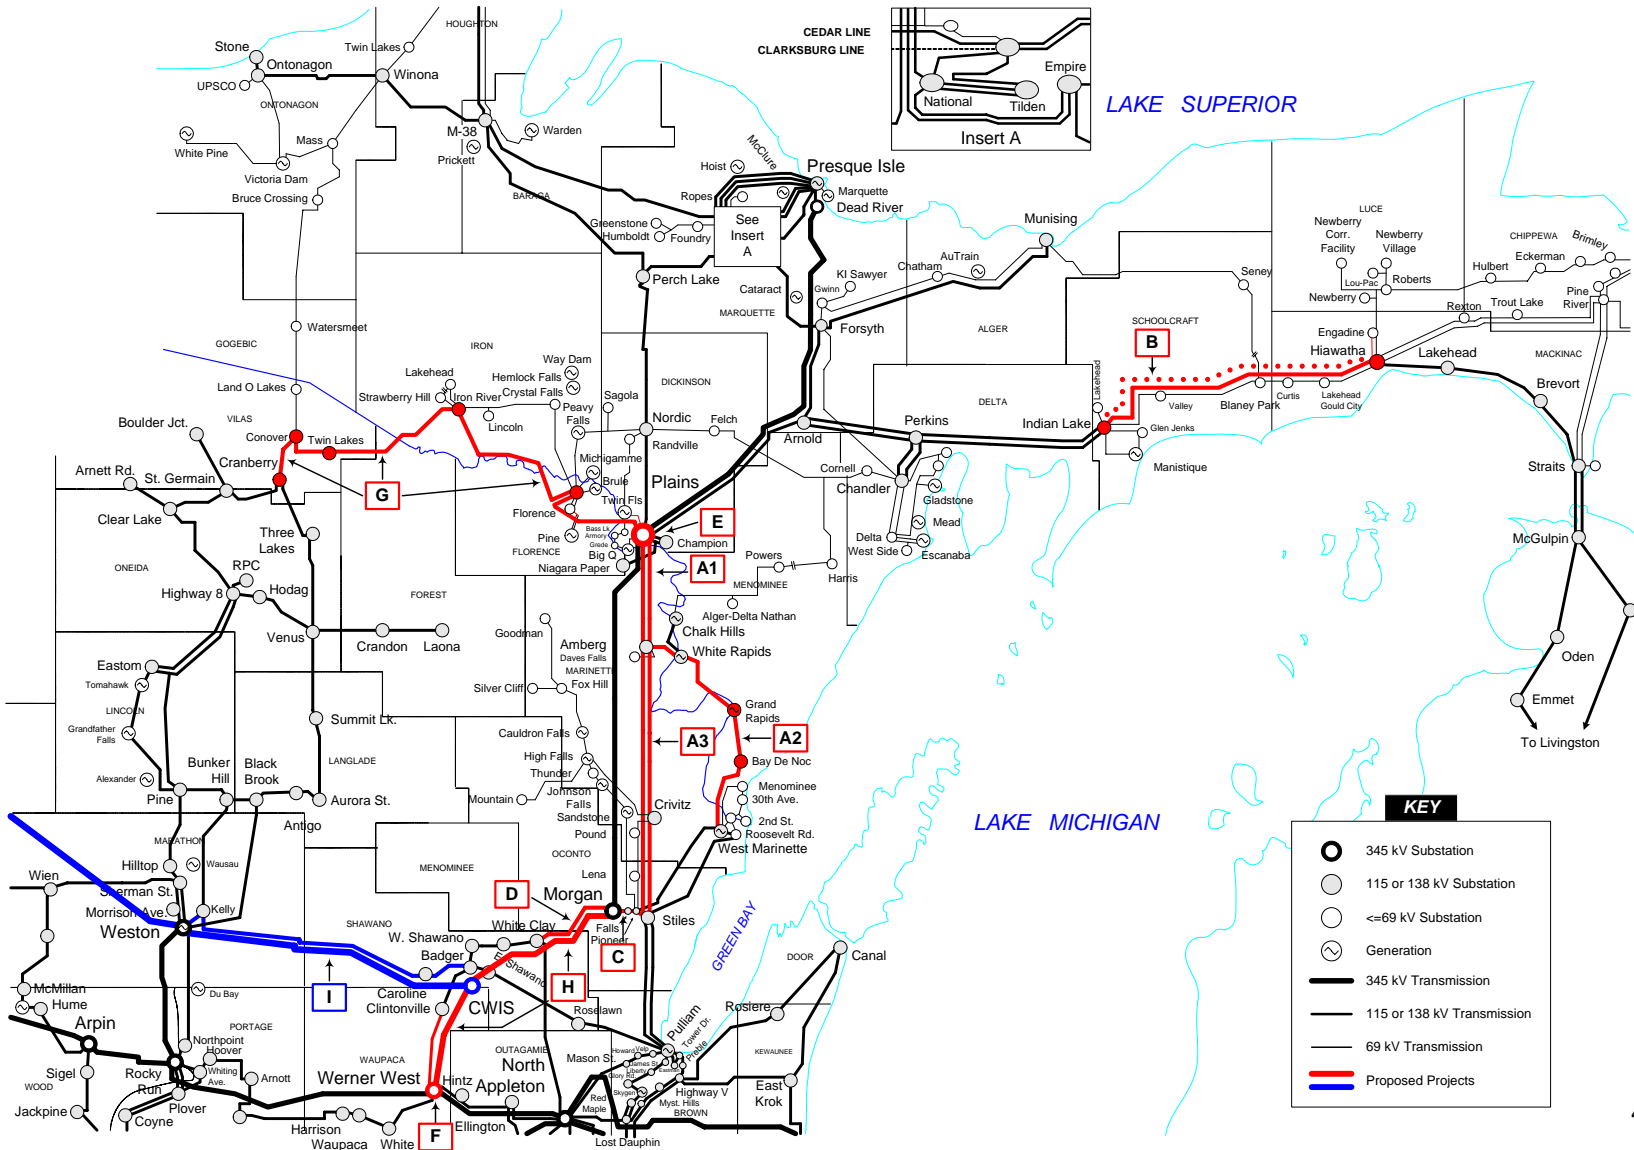 CEDAR LINE
CLARKSBURG LINE
National
Tilden
Empire
Insert A
LAKE SUPERIOR
HOUGHTON
Stone
Twin Lakes
Ontonagon
Winona
UPSCO
ONTONAGON
M-38
Warden
Prickett
Mass
White Pine
Victoria Dam
Bruce Crossing
BARAGA
Hoist
McClure
Presque Isle
Marquette
Dead River
Ropes
See
Insert
A
Greenstone
Humboldt
Foundry
Munising
Perch Lake
Cataract
KI Sawyer
Gwinn
Chatham
AuTrain
MARQUETTE
Forsyth
ALGER
Seney
SCHOOLCRAFT
B
LUCE
Newberry
Corr.
Facility
Newberry
Village
Lou-Pac
Roberts
Newberry
Hulbert
Eckerman
CHIPPEWA
Brimley
Pine
River
Rexton
Trout Lake
Engadine
Hiawatha
Lakehead
MACKINAC
Brevort
Watersmeet
GOGEBIC
IRON
Way Dam
Hemlock Falls
Crystal Falls
Lakehead
Strawberry Hill
Iron River
Lincoln
Peavy
Falls
Sagola
DICKINSON
Nordic
Randville
Felch
Land O Lakes
VILAS
Boulder Jct.
Conover
Twin Lakes
Cranberry
G
Arnett Rd.
St. Germain
Clear Lake
Three
Lakes
Michigamme
Brule
Twin Fls
Plains
Florence
Pine
FLORENCE
Bass Lk
Armory
Grede
Big Q
Niagara Paper
Champion
E
A1
Arnold
Perkins
DELTA
Lakehead
Indian Lake
Valley
Blaney Park
Curtis
Lakehead
Gould City
Glen Jenks
Manistique
Cornell
Chandler
Gladstone
Mead
Delta
West Side
Escanaba
Powers
Harris
MENOMINEE
Alger-Delta Nathan
Straits
McGulpin
Oden
Emmet
To Livingston
ONEIDA
RPC
Highway 8
Hodag
FOREST
Venus
Crandon
Laona
Goodman
Amberg
Daves Falls
MARINETTE
Silver Cliff
Fox Hill
Chalk Hills
White Rapids
Grand
Rapids
A3
A2
Bay De Noc
Eastom
Tomahawk
LINCOLN
Grandfather
Falls
Alexander
Summit Lk.
LANGLADE
Cauldron Falls
High Falls
Thunder
Mountain
Johnson
Falls
Sandstone
Crivitz
Pound
Menominee
30th Ave.
2nd St.
Roosevelt Rd.
West Marinette
LAKE MICHIGAN
Bunker
Hill
Black
Brook
Pine
Aurora St.
Antigo
MARATHON
Wausau
Hilltop
Sherman St.
Wien
Morrison Ave.
Kelly
Weston
MENOMINEE
OCONTO
Lena
D
Morgan
Stiles
Falls
Pioneer
C
SHAWANO
W. Shawano
White Clay
Badger
E. Shawano
H
I
Caroline
Clintonville
CWIS
GREEN BAY
DOOR
Canal
McMillan
Hume
Du Bay
Arpin
PORTAGE
Northpoint
Hoover
Whiting
Ave.
Arnott
Rocky
Run
Plover
Sigel
WOOD
Jackpine
Coyne
WAUPACA
Werner West
Harrison
Waupaca
White
F
Hintz
OUTAGAMIE
North
Appleton
Ellington
Roselawn
Mason St.
Pulliam
Tower Dr.
Preble
Howard
Velp
James St.
Liberty
Eastman
Glory Rd.
Skygen
Red
Maple
Myst. Hills
Highway V
BROWN
Lost Dauphin
Rosiere
KEWAUNEE
East
Krok
KEY
345 kV Substation
115 or 138 kV Substation
<=69 kV Substation
Generation
345 kV Transmission
115 or 138 kV Transmission
69 kV Transmission
Proposed Projects